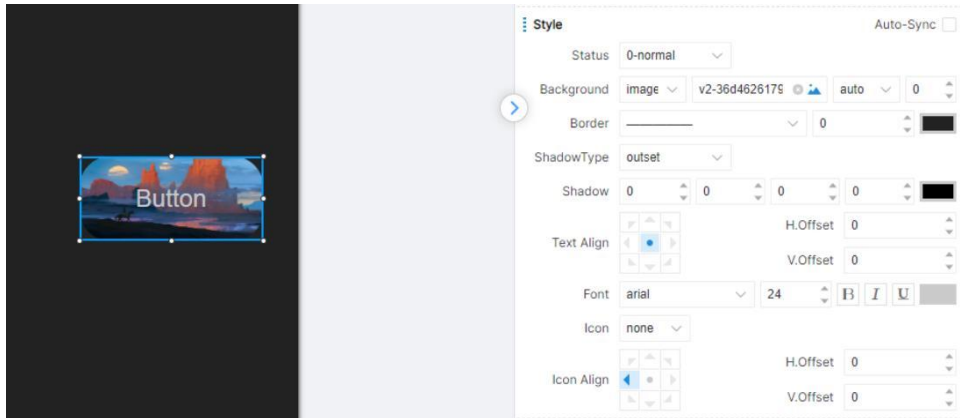 Button
Style Auto-Sync
Status 0-normal
Background image v2-36d4626179 auto 0
Border 0
ShadowType outset
Shadow 0 0 0 0
Text Align H.Offset 0
V.Offset 0
Font arial 24 B I U
Icon none
Icon Align H.Offset 0
V.Offset 0